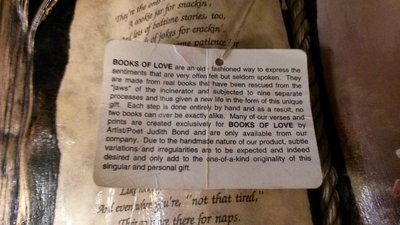 They're the one
A cookie jar for snackin',
And lots of bedtime stories, too,
of jokes for crackin',
some patience
BOOKS OF LOVE are an old - fashioned way to express the
sentiments that are very often felt but seldom spoken. They
are made from real books that have been rescued from the
"jaws" of the incinerator and subjected to nine separate
processes and thus given a new life in the form of this unique
gift. Each step is done entirely by hand and as a result, no
two books can ever be exactly alike. Many of our verses and
prints are created exclusively for BOOKS OF LOVE by
Artist/Poet Judith Bond and are only available from our
company. Due to the handmade nature of our product, subtle
variations and irregularities are to be expected and indeed
desired and only add to the one-of-a-kind originality of this
singular and personal gift.
Like
And even when you're, "not that tired,"
They're there for naps.